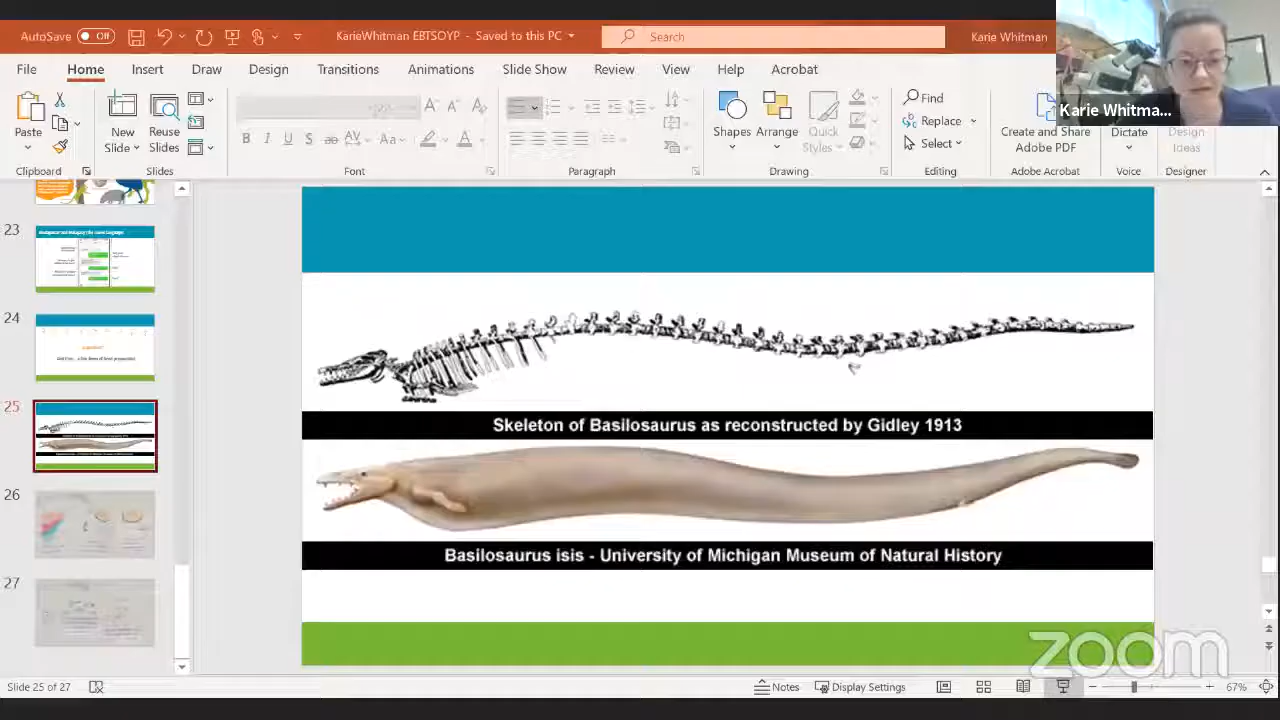 AutoSave Off KarieWhitman EBTSOYP - Saved to this PC Search Karie Whitman
File Home Insert Draw Design Transitions Animations Slide Show Review View Help Acrobat
Karie Whitma...
Paste
New Slide
Reuse Slides
B I U S ab AV Aa A
Shapes
Arrange
Quick Styles
Find
Replace
Select
Create and Share Adobe PDF
Dictate
Design Ideas
Clipboard Slides Font Paragraph Drawing Editing Adobe Acrobat Voice Designer
23
24
25
26
27
Skeleton of Basilosaurus as reconstructed by Gidley 1913
Basilosaurus isis - University of Michigan Museum of Natural History
zoom
Slide 25 of 27 Notes Display Settings 67%